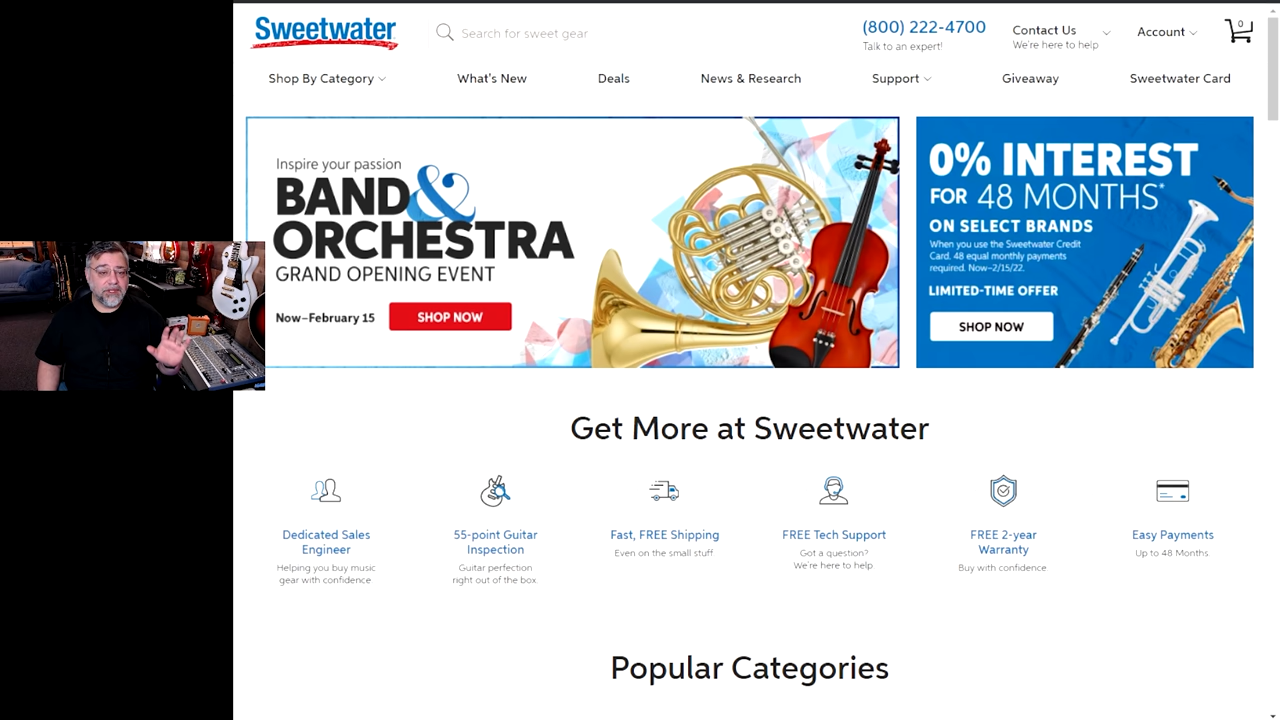 Sweetwater
Search for sweet gear
(800) 222-4700
Talk to an expert!
Contact Us
We're here to help
Account
0
Shop By Category
What's New
Deals
News & Research
Support
Giveaway
Sweetwater Card
Inspire your passion
BAND &
ORCHESTRA
GRAND OPENING EVENT
Now–February 15
SHOP NOW
0% INTEREST
FOR 48 MONTHS*
ON SELECT BRANDS
When you use the Sweetwater Credit
Card. 48 equal monthly payments
required. Now–2/15/22.
LIMITED-TIME OFFER
SHOP NOW
Get More at Sweetwater
Dedicated Sales
Engineer
Helping you buy music
gear with confidence
55-point Guitar
Inspection
Guitar perfection
right out of the box.
Fast, FREE Shipping
Even on the small stuff
FREE Tech Support
Got a question?
We're here to help
FREE 2-year
Warranty
Buy with confidence
Easy Payments
Up to 48 Months
Popular Categories